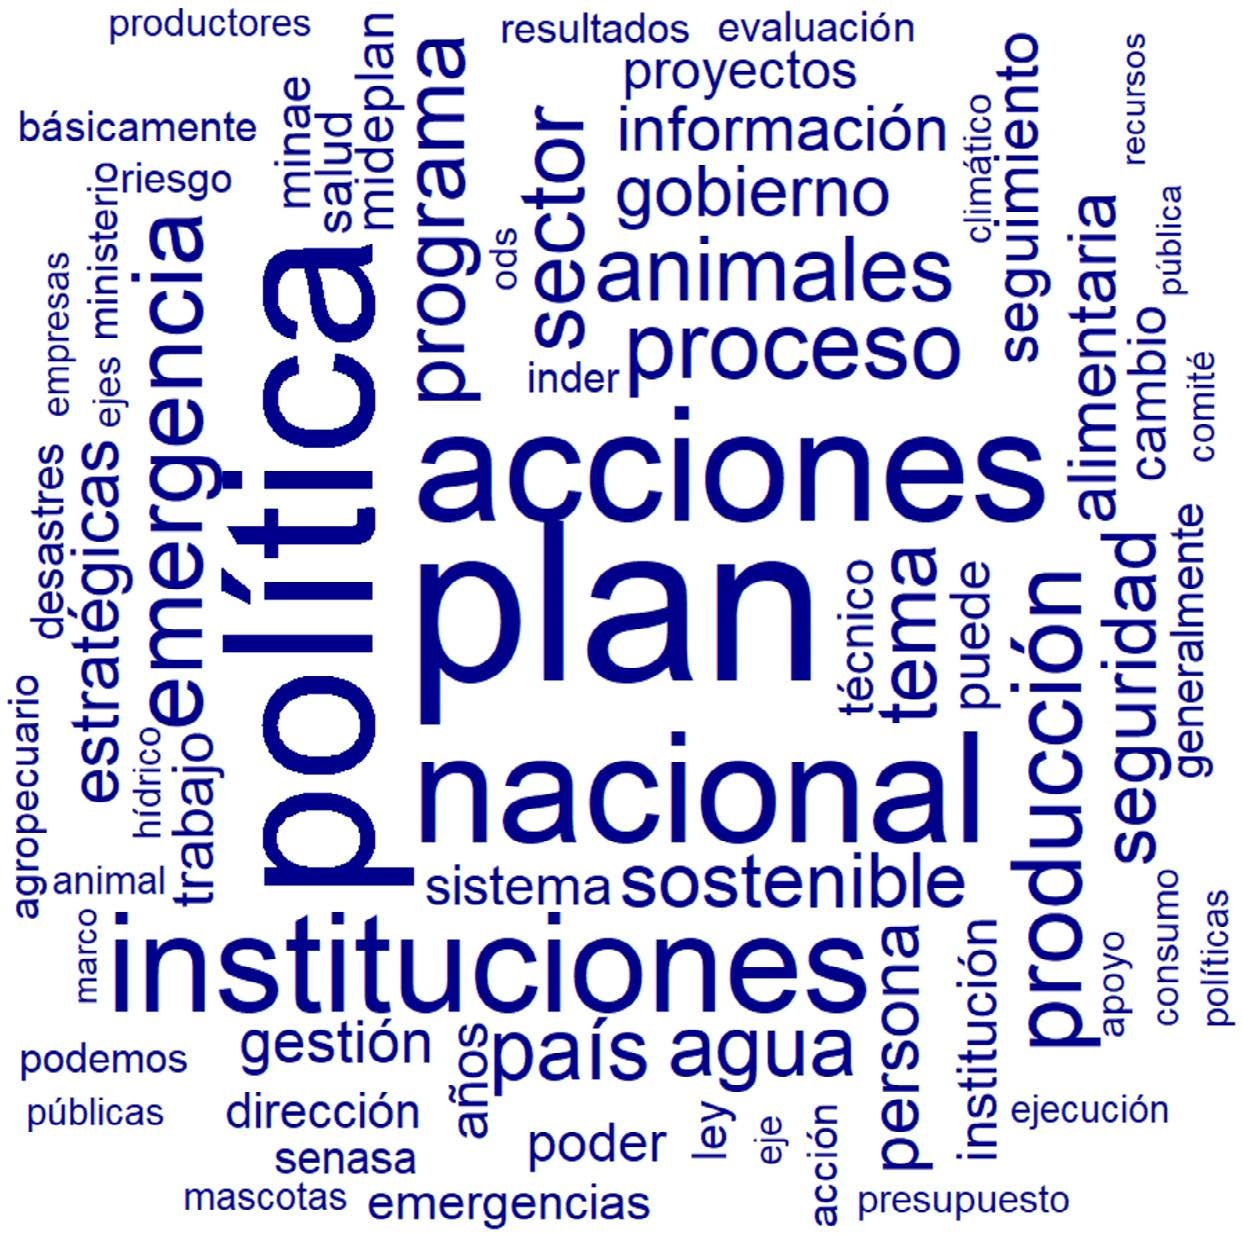 productores
resultados
evaluación
proyectos
básicamente
minae
salud
mideplan
programa
sector
información
climático
seguimiento
recursos
riesgo
ministerio
gobierno
pública
empresas
ejes
emergencia
política
ods
animales
inder
proceso
alimentaria
cambio
comité
acciones
desastres
estratégicas
plan
técnico
tema
puede
producción
seguridad
generalmente
agropecuario
hídrico
trabajo
nacional
animal
sistema
sostenible
marco
instituciones
persona
institución
apoyo
consumo
políticas
podemos
gestión
años
país
agua
públicas
dirección
senasa
poder
ley
eje
acción
ejecución
mascotas
emergencias
presupuesto